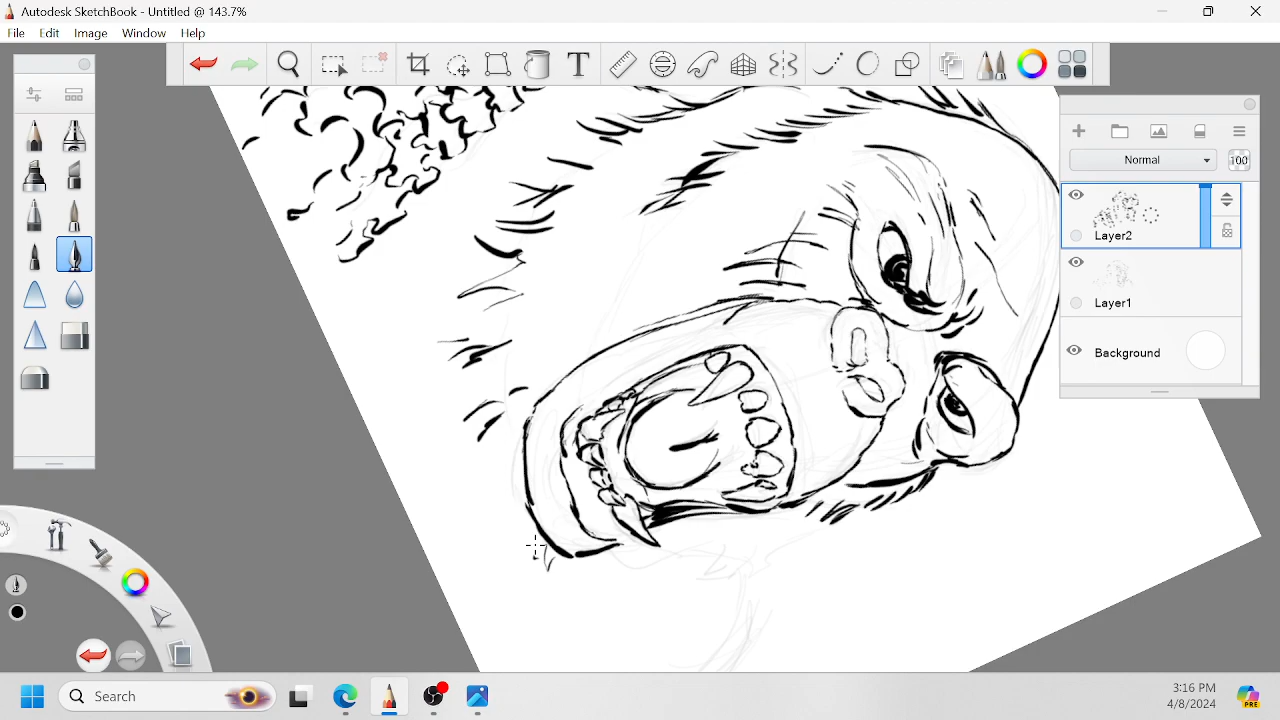 Autodesk SketchBook - Untitled @ 143.7%
File Edit Image Window Help
T
Normal
100
Layer2
Layer1
Background
Search
3:16 PM
4/8/2024
PRE